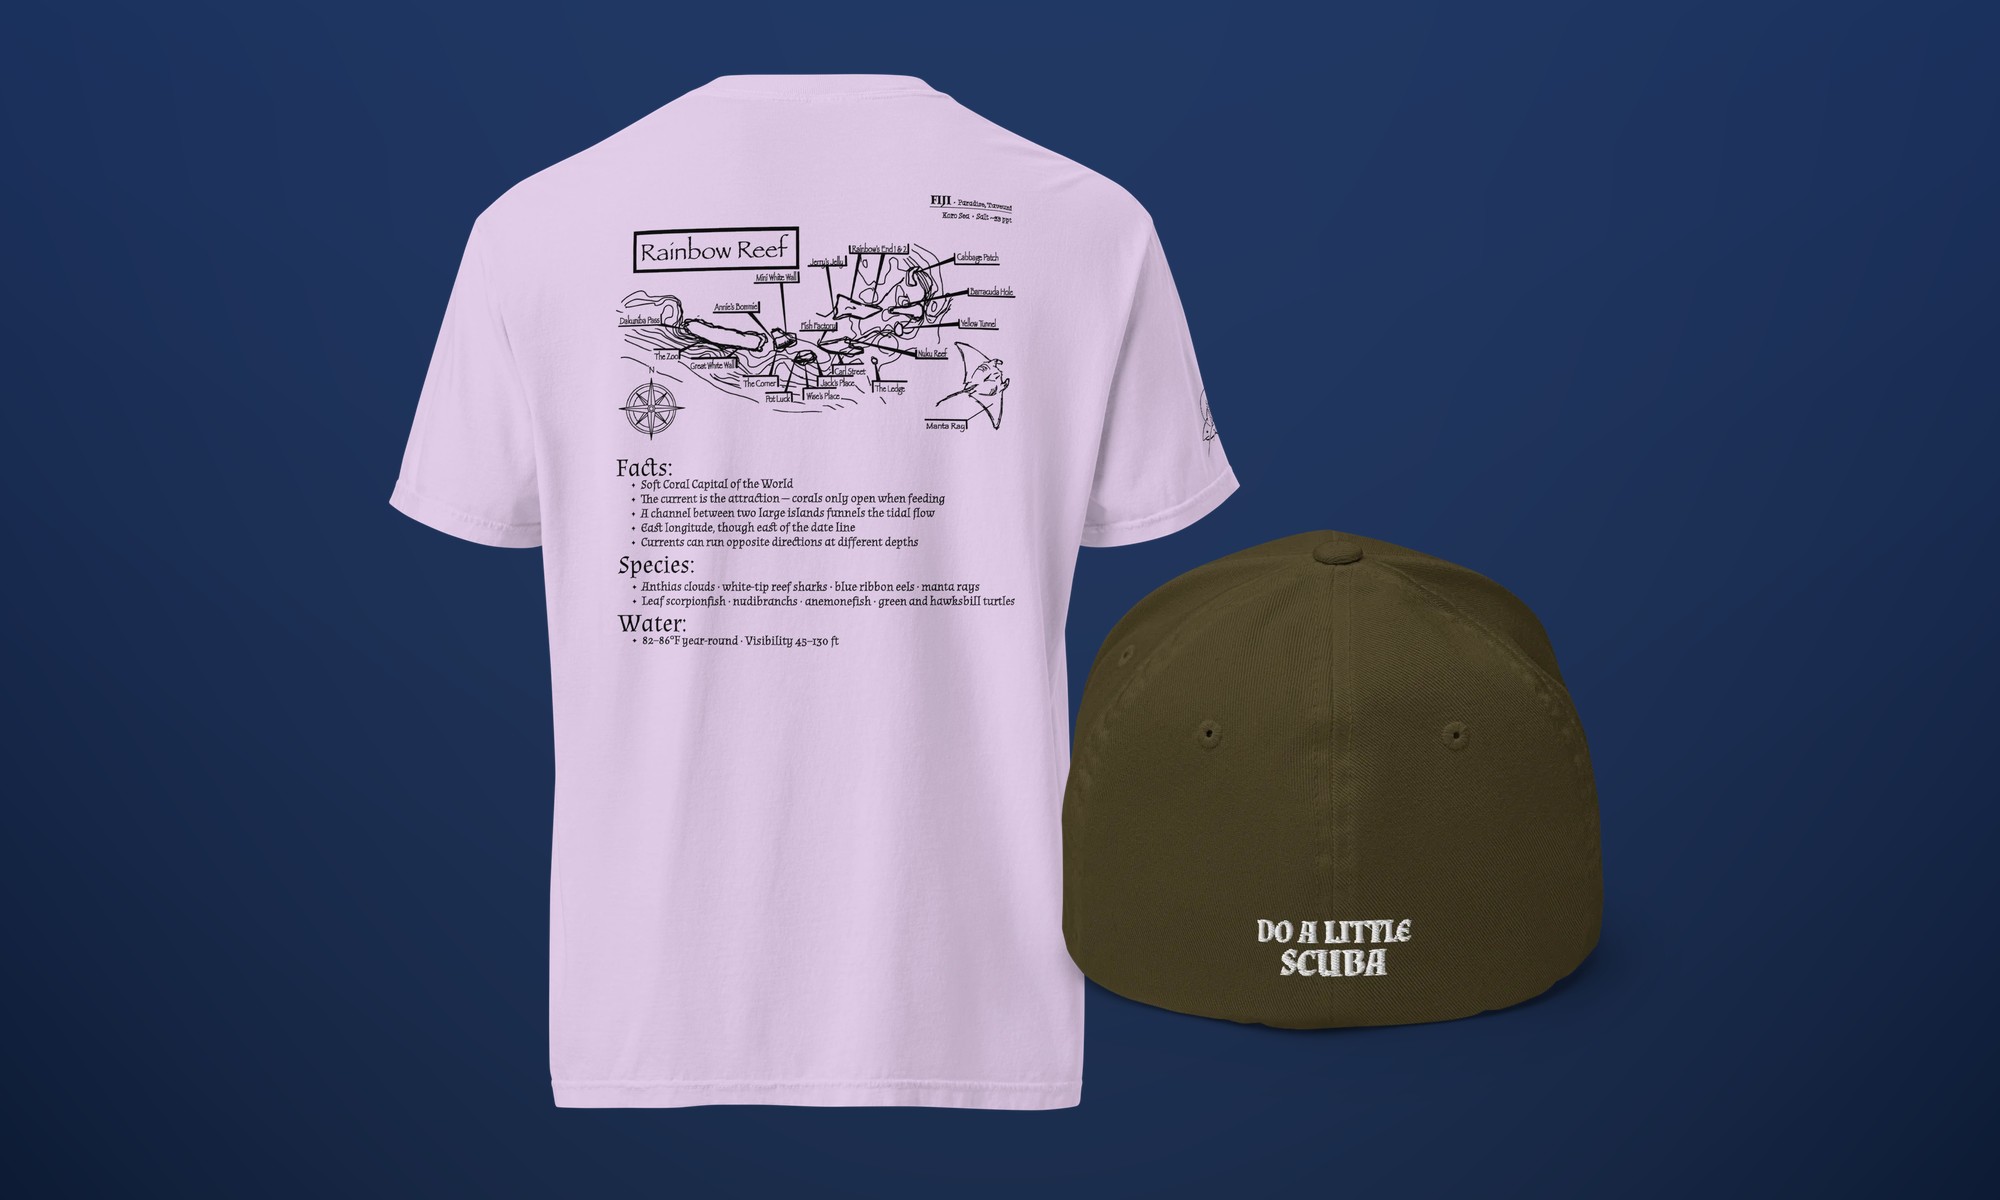 FIJI · Paradise, Taveuni
Koro Sea · Salt ~33 ppt
Rainbow Reef
Rainbow's End 1 & 2
Jerry's Jelly
Cabbage Patch
Mini White Wall
Barracuda Hole
Annie's Bommie
Dakuniba Pass
Fish Factory
Yellow Tunnel
The Zoo
Great White Wall
Nuku Reef
Carl Street
The Corner
Jack's Place
The Ledge
Pot Luck
Wise's Place
N
Manta Ray
Facts:
• Soft Coral Capital of the World
• The current is the attraction — corals only open when feeding
• A channel between two large islands funnels the tidal flow
• East longitude, though east of the date line
• Currents can run opposite directions at different depths
Species:
• Anthias clouds · white-tip reef sharks · blue ribbon eels · manta rays
• Leaf scorpionfish · nudibranchs · anemonefish · green and hawksbill turtles
Water:
• 82–86°F year-round · Visibility 45–130 ft
DO A LITTLE
SCUBA